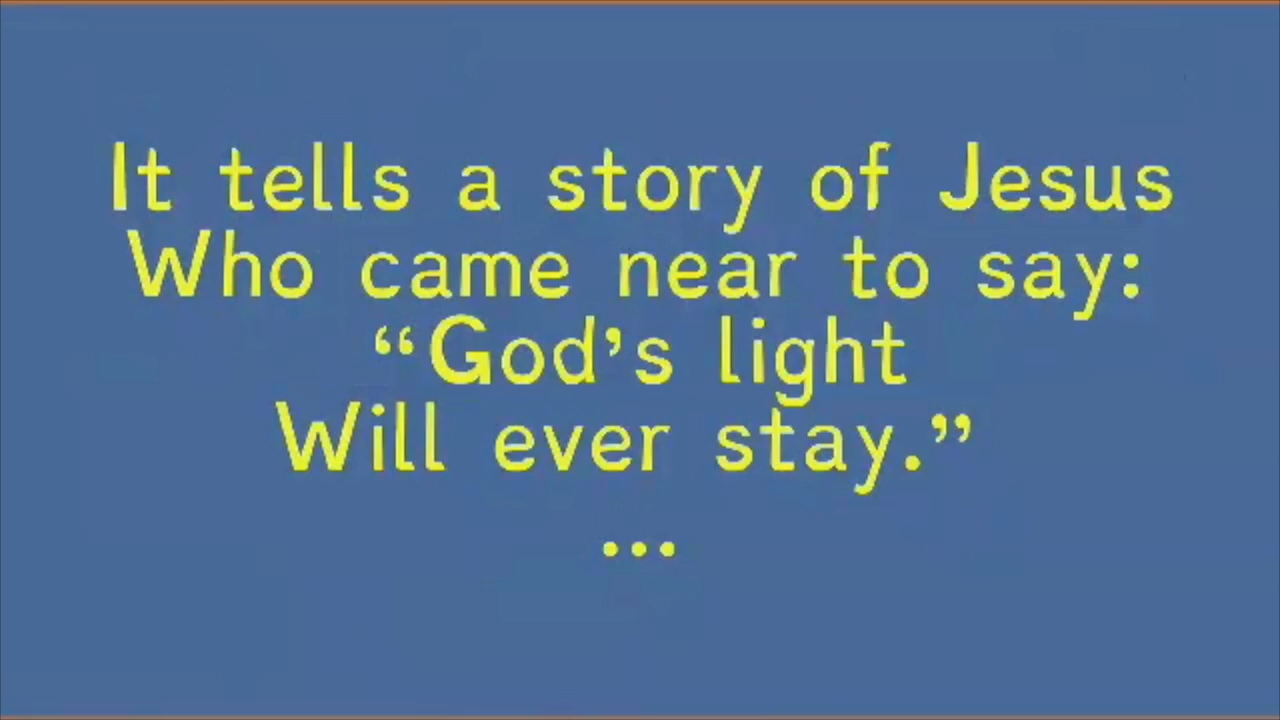 It tells a story of Jesus
Who came near to say:
“God’s light
Will ever stay.”
...